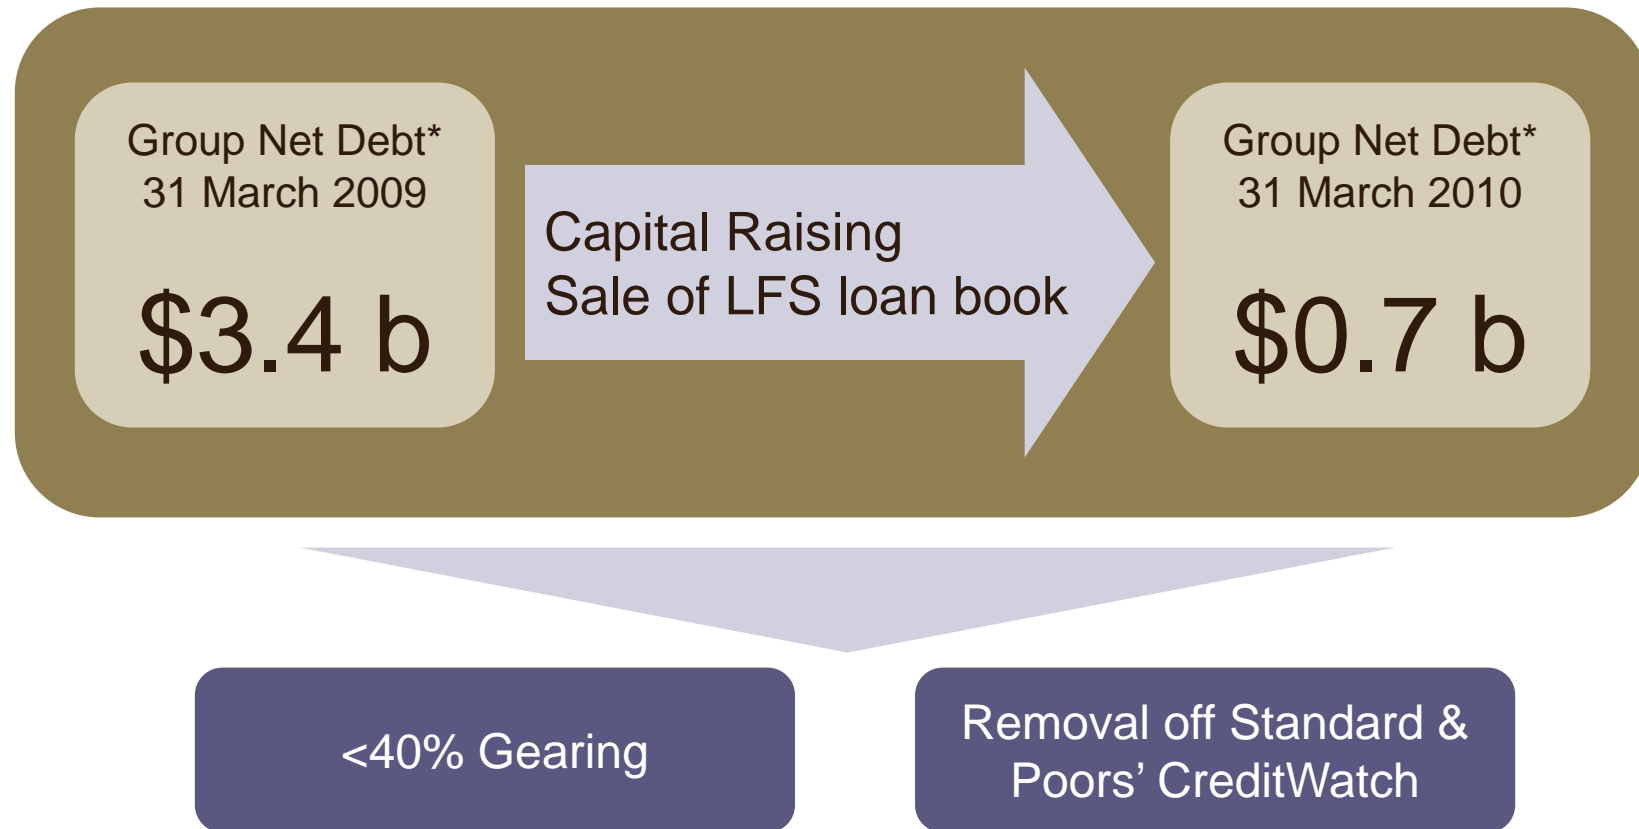 Group Net Debt*
31 March 2009
$3.4 b
Capital Raising
Sale of LFS loan book
Group Net Debt*
31 March 2010
$0.7 b
<40% Gearing
Removal off Standard &
Poors’ CreditWatch